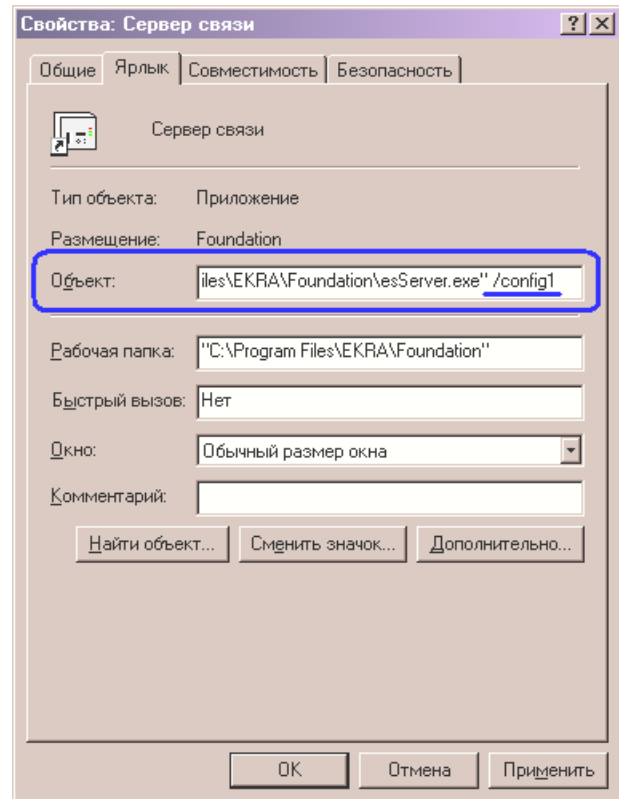 Свойства: Сервер связи
Общие Ярлык Совместимость Безопасность
Сервер связи
Тип объекта: Приложение
Размещение: Foundation
Объект: iles\EKRA\Foundation\esServer.exe" /config1
Рабочая папка: "C:\Program Files\EKRA\Foundation"
Быстрый вызов: Нет
Окно: Обычный размер окна
Комментарий:
Найти объект... Сменить значок... Дополнительно...
OK Отмена Применить